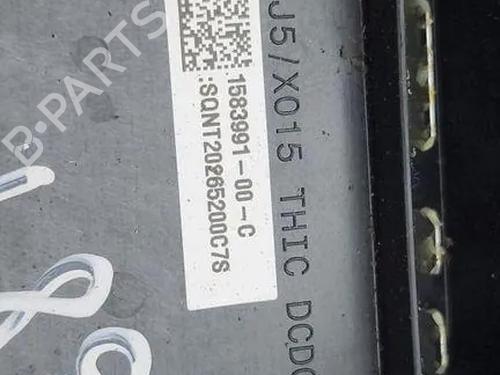 J5/X015 THIC DCDC
1583991-00-C
:SQNT20265200C7S
B-PARTS